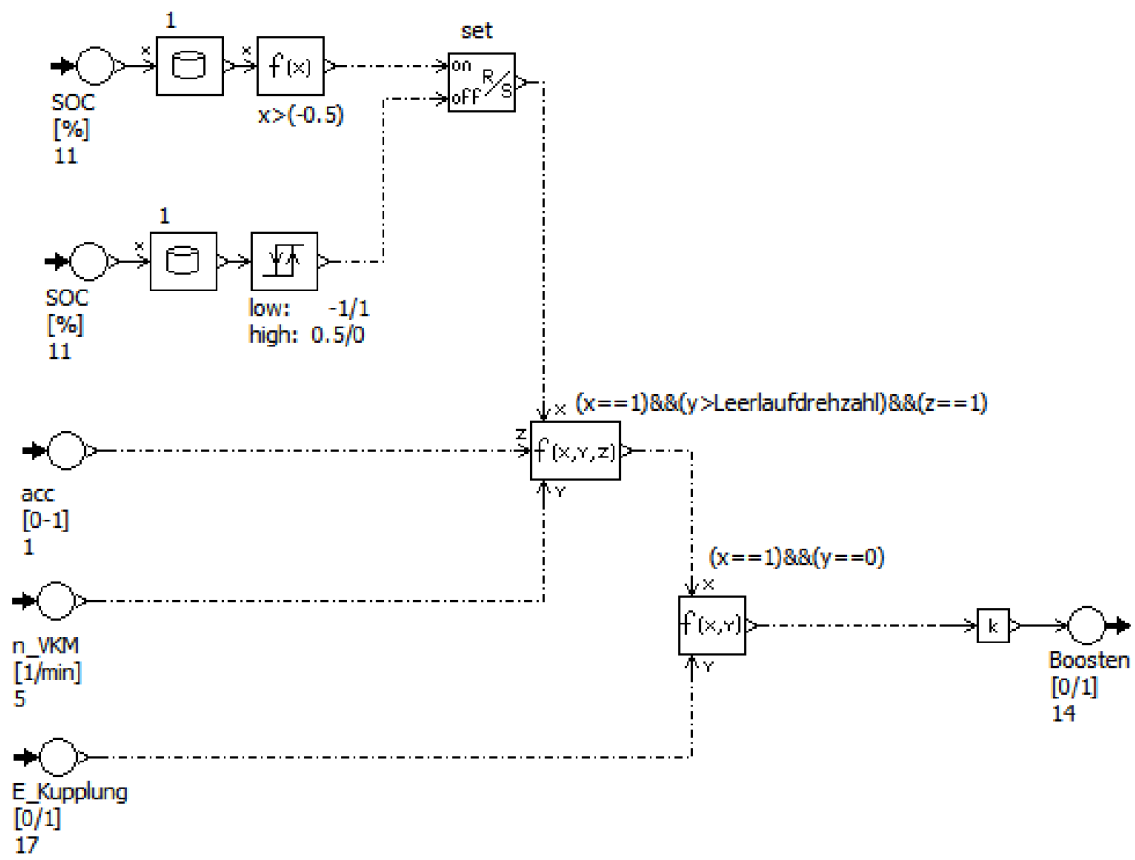 1
set
x
x
f(x)
on
R/S
off
SOC
[%]
11
x>(-0.5)
1
x
SOC
[%]
11
low: -1/1
high: 0.5/0
x (x==1)&&(y>Leerlaufdrehzahl)&&(z==1)
z
f(x,Y,z)
Y
acc
[0-1]
1
(x==1)&&(y==0)
x
n_VKM
[1/min]
5
f(x,Y)
Y
k
Boosten
[0/1]
14
E_Kupplung
[0/1]
17